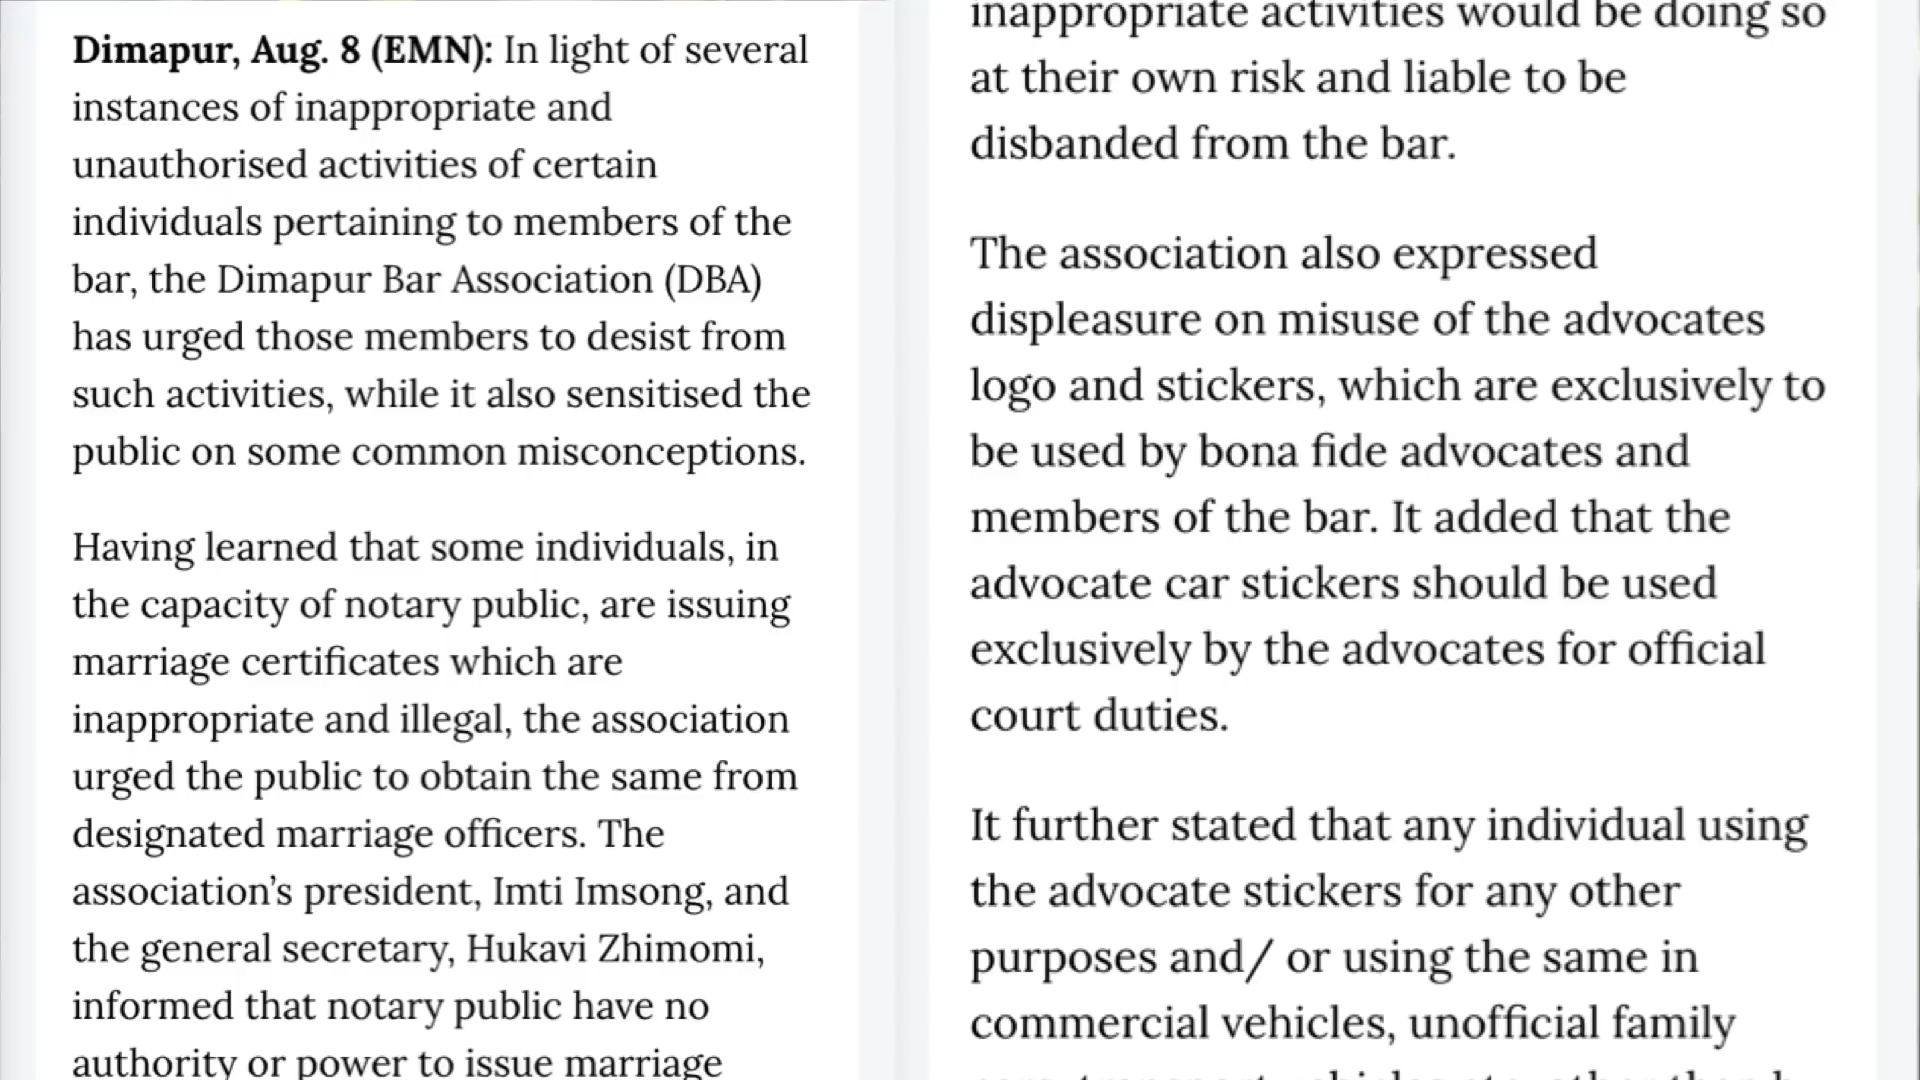 Dimapur, Aug. 8 (EMN): In light of several
instances of inappropriate and
unauthorised activities of certain
individuals pertaining to members of the
bar, the Dimapur Bar Association (DBA)
has urged those members to desist from
such activities, while it also sensitised the
public on some common misconceptions.
Having learned that some individuals, in
the capacity of notary public, are issuing
marriage certificates which are
inappropriate and illegal, the association
urged the public to obtain the same from
designated marriage officers. The
association’s president, Imti Imsong, and
the general secretary, Hukavi Zhimomi,
informed that notary public have no
authority or power to issue marriage
inappropriate activities would be doing so
at their own risk and liable to be
disbanded from the bar.
The association also expressed
displeasure on misuse of the advocates
logo and stickers, which are exclusively to
be used by bona fide advocates and
members of the bar. It added that the
advocate car stickers should be used
exclusively by the advocates for official
court duties.
It further stated that any individual using
the advocate stickers for any other
purposes and/ or using the same in
commercial vehicles, unofficial family